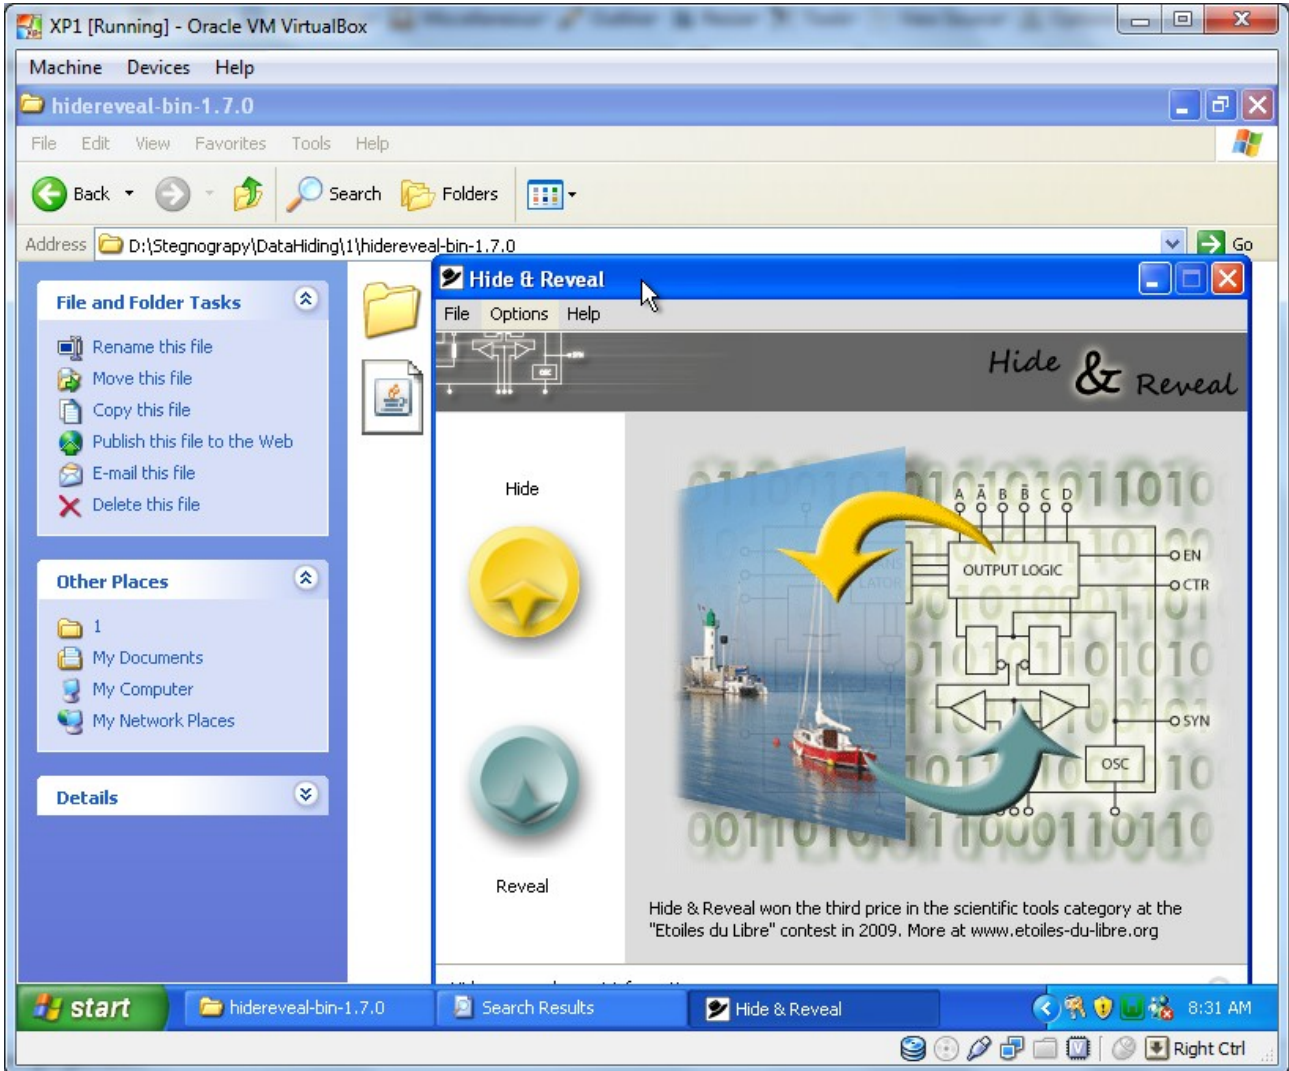 XP1 [Running] - Oracle VM VirtualBox
Machine Devices Help
hidereveal-bin-1.7.0
File Edit View Favorites Tools Help
Back Search Folders
Address D:\Stegnograpy\DataHiding\1\hidereveal-bin-1.7.0 Go
File and Folder Tasks
Rename this file
Move this file
Copy this file
Publish this file to the Web
E-mail this file
Delete this file
Other Places
1
My Documents
My Computer
My Network Places
Details
Hide & Reveal
File Options Help
OSC
Hide & Reveal
Hide
Reveal
A Ā B B̄ C D
OUTPUT LOGIC
EN
CTR
SYN
OSC
Hide & Reveal won the third price in the scientific tools category at the
"Etoiles du Libre" contest in 2009. More at www.etoiles-du-libre.org
start hidereveal-bin-1.7.0 Search Results Hide & Reveal 8:31 AM
Right Ctrl